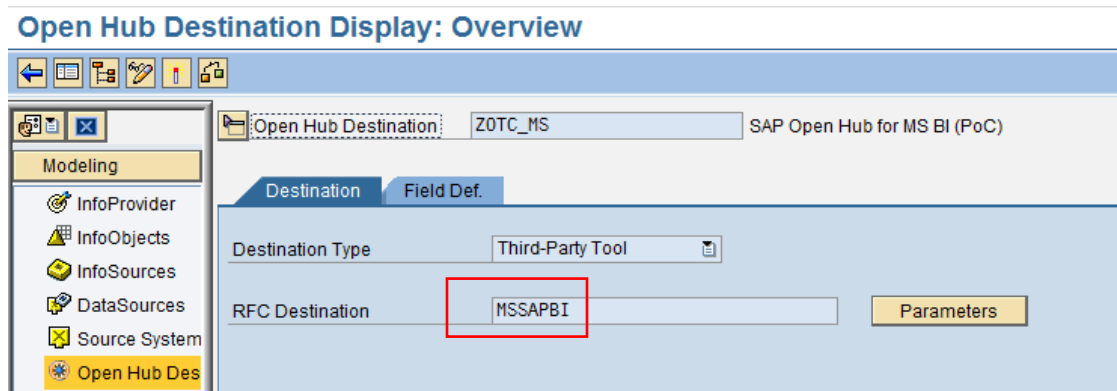 Open Hub Destination Display: Overview
Open Hub Destination ZOTC_MS SAP Open Hub for MS BI (PoC)
Modeling
Destination Field Def.
InfoProvider
InfoObjects
Destination Type Third-Party Tool
InfoSources
DataSources
RFC Destination MSSAPBI Parameters
Source System
Open Hub Des